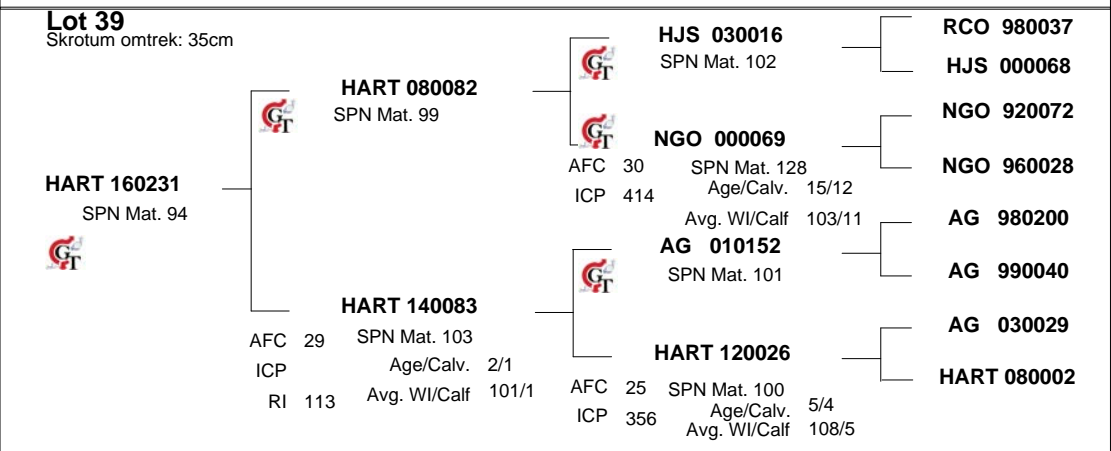 Lot 39
Skrotum omtrek: 35cm
HART 160231
SPN Mat. 94
GT
GT
HART 080082
SPN Mat. 99
GT
HJS 030016
SPN Mat. 102
RCO 980037
HJS 000068
GT
NGO 000069
AFC 30 SPN Mat. 128
Age/Calv. 15/12
ICP 414
Avg. WI/Calf 103/11
NGO 920072
NGO 960028
HART 140083
AFC 29 SPN Mat. 103
ICP Age/Calv. 2/1
RI 113 Avg. WI/Calf 101/1
GT
AG 010152
SPN Mat. 101
AG 980200
AG 990040
HART 120026
AFC 25 SPN Mat. 100
ICP 356 Age/Calv. 5/4
Avg. WI/Calf 108/5
AG 030029
HART 080002